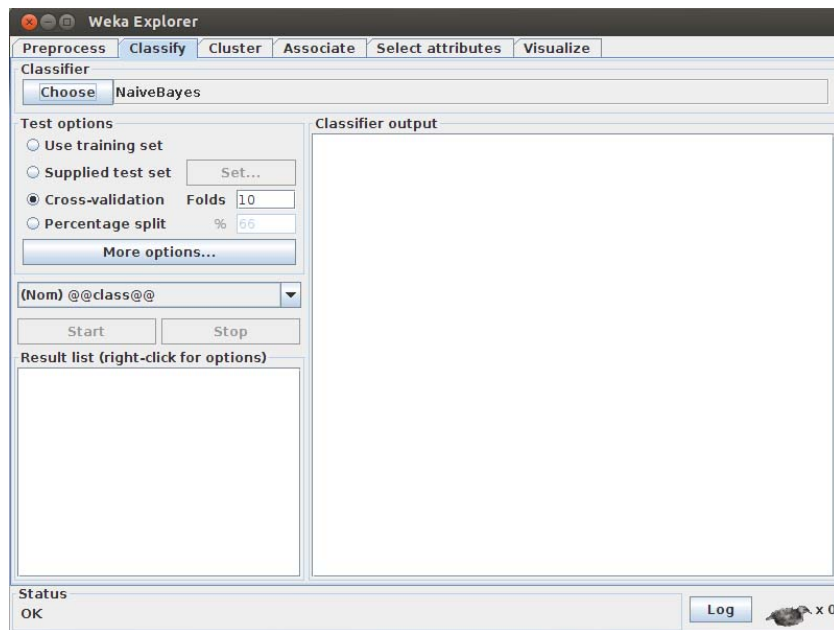 Weka Explorer
Preprocess Classify Cluster Associate Select attributes Visualize
Classifier
Choose NaiveBayes
Test options
Use training set
Supplied test set Set...
Cross-validation Folds 10
Percentage split % 66
More options...
(Nom) @@class@@
Start Stop
Result list (right-click for options)
Classifier output
Status
OK
Log x 0